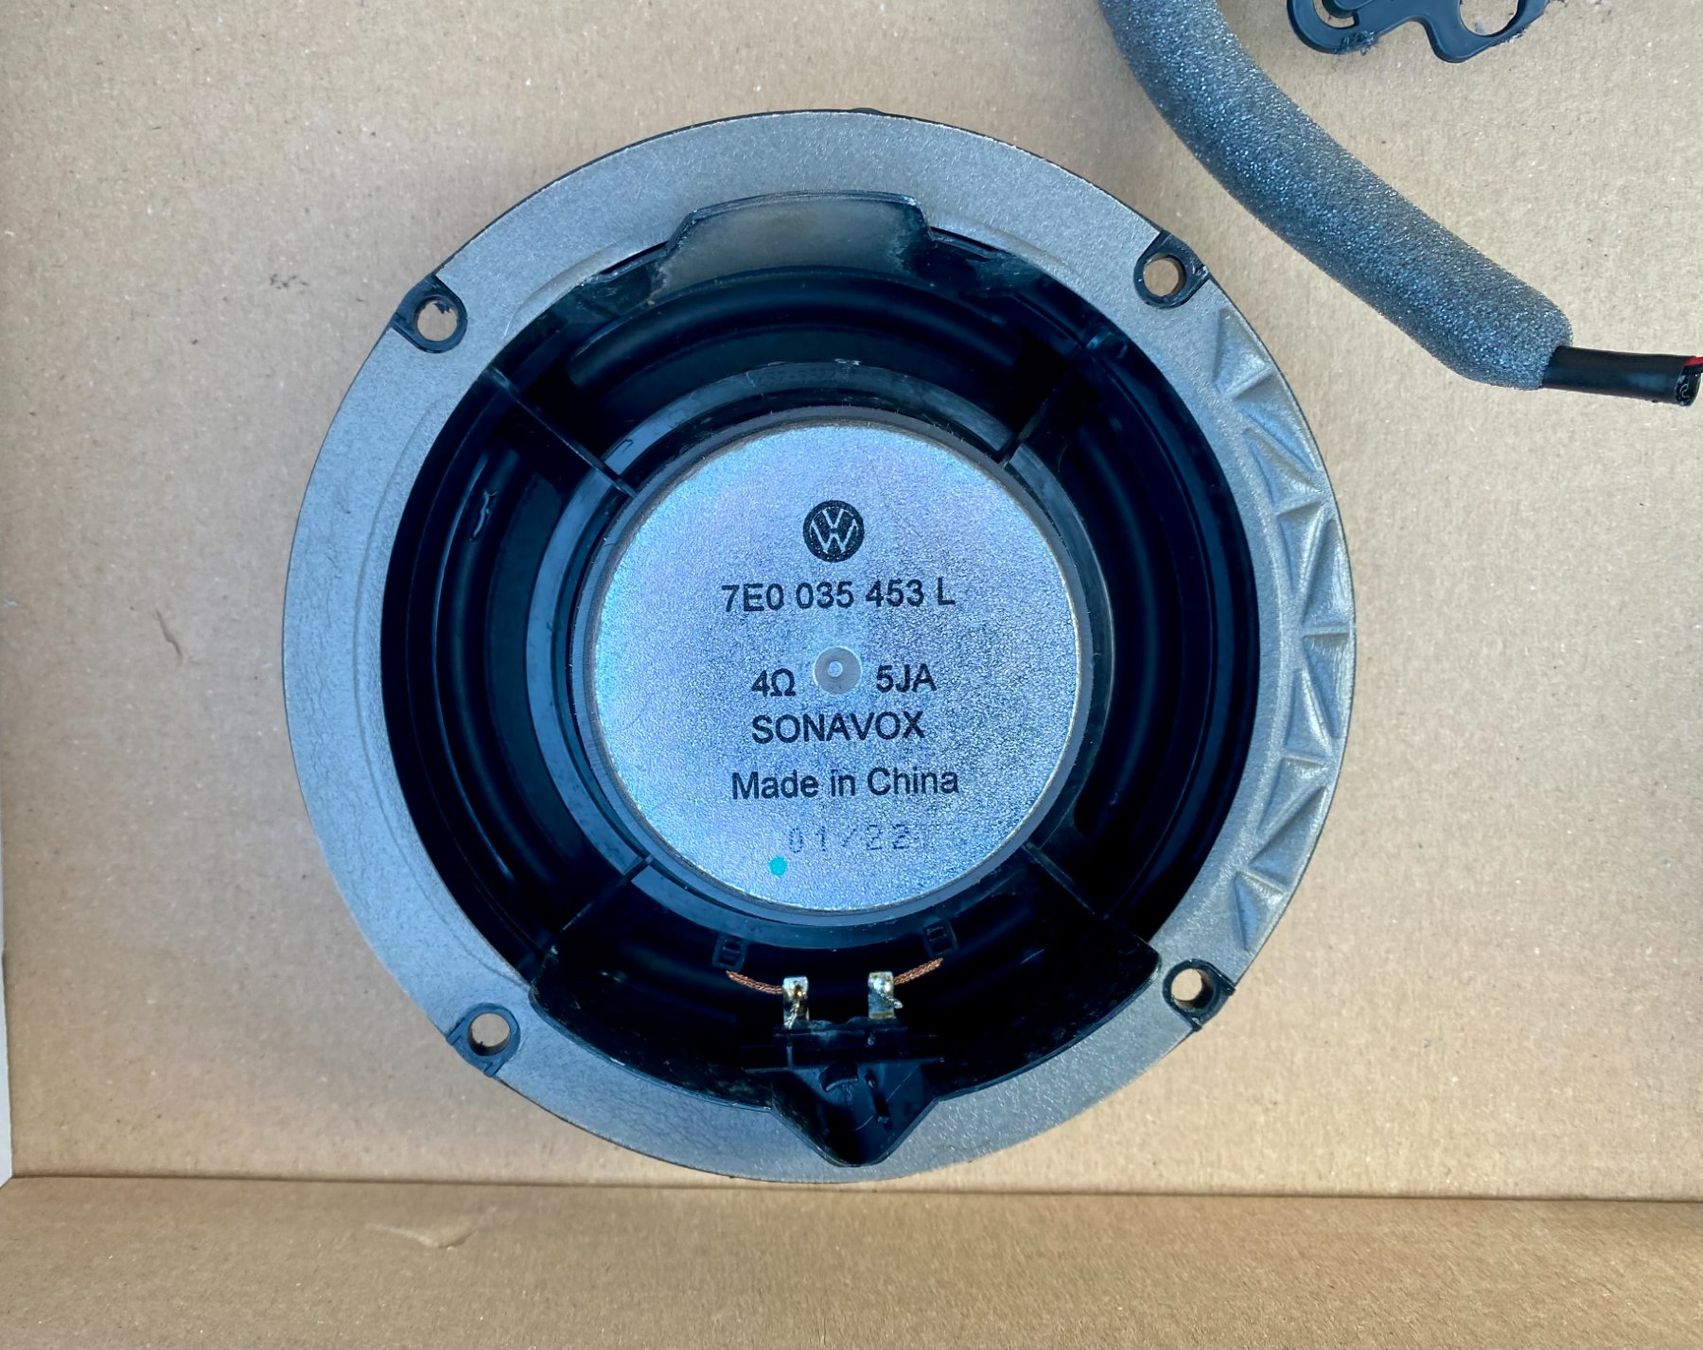 7E0 035 453 L
4Ω 5JA
SONAVOX
Made in China
01/22